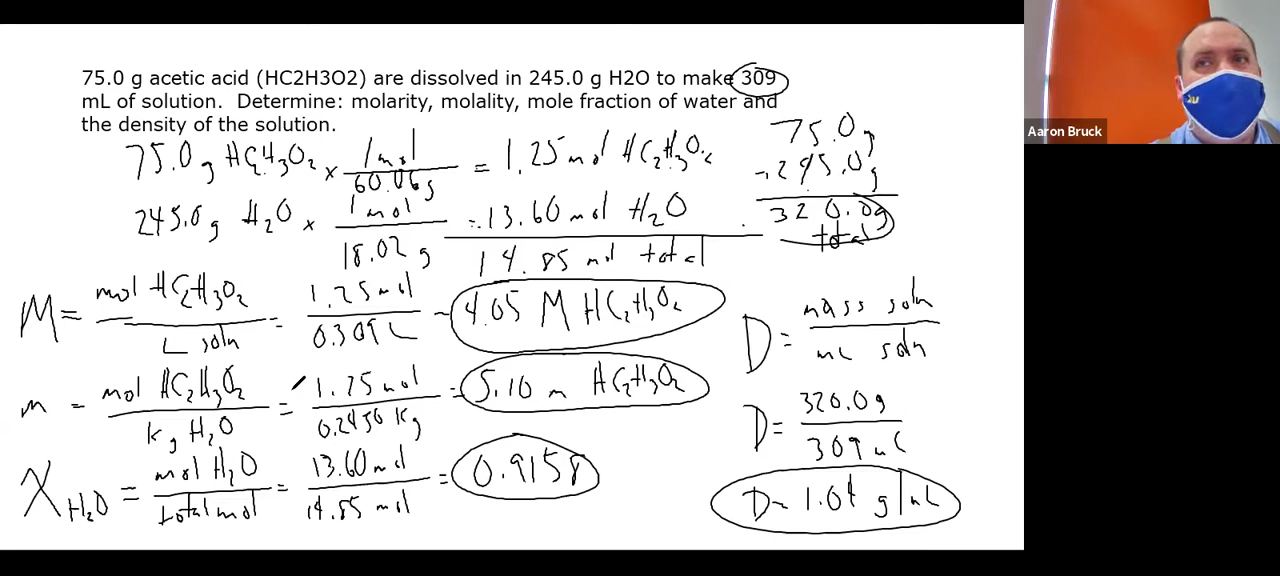 75.0 g acetic acid (HC2H3O2) are dissolved in 245.0 g H2O to make 309
mL of solution. Determine: molarity, molality, mole fraction of water and
the density of the solution.
75.0 g HC2H3O2 x 1 mol / 60.06 g = 1.25 mol HC2H3O2
245.0 g H2O x 1 mol / 18.02 g = 13.60 mol H2O
14.85 mol total
75.0 g
+245.0 g
320.0 g
total
M = mol HC2H3O2 / L soln = 1.25 mol / 0.309 L = 4.05 M HC2H3O2
m = mol HC2H3O2 / kg H2O = 1.25 mol / 0.2450 kg = 5.10 m HC2H3O2
XH2O = mol H2O / total mol = 13.60 mol / 14.85 mol = 0.9158
D = mass soln / mL soln
D = 320.0 g / 309 mL
D = 1.04 g/mL
Aaron Bruck